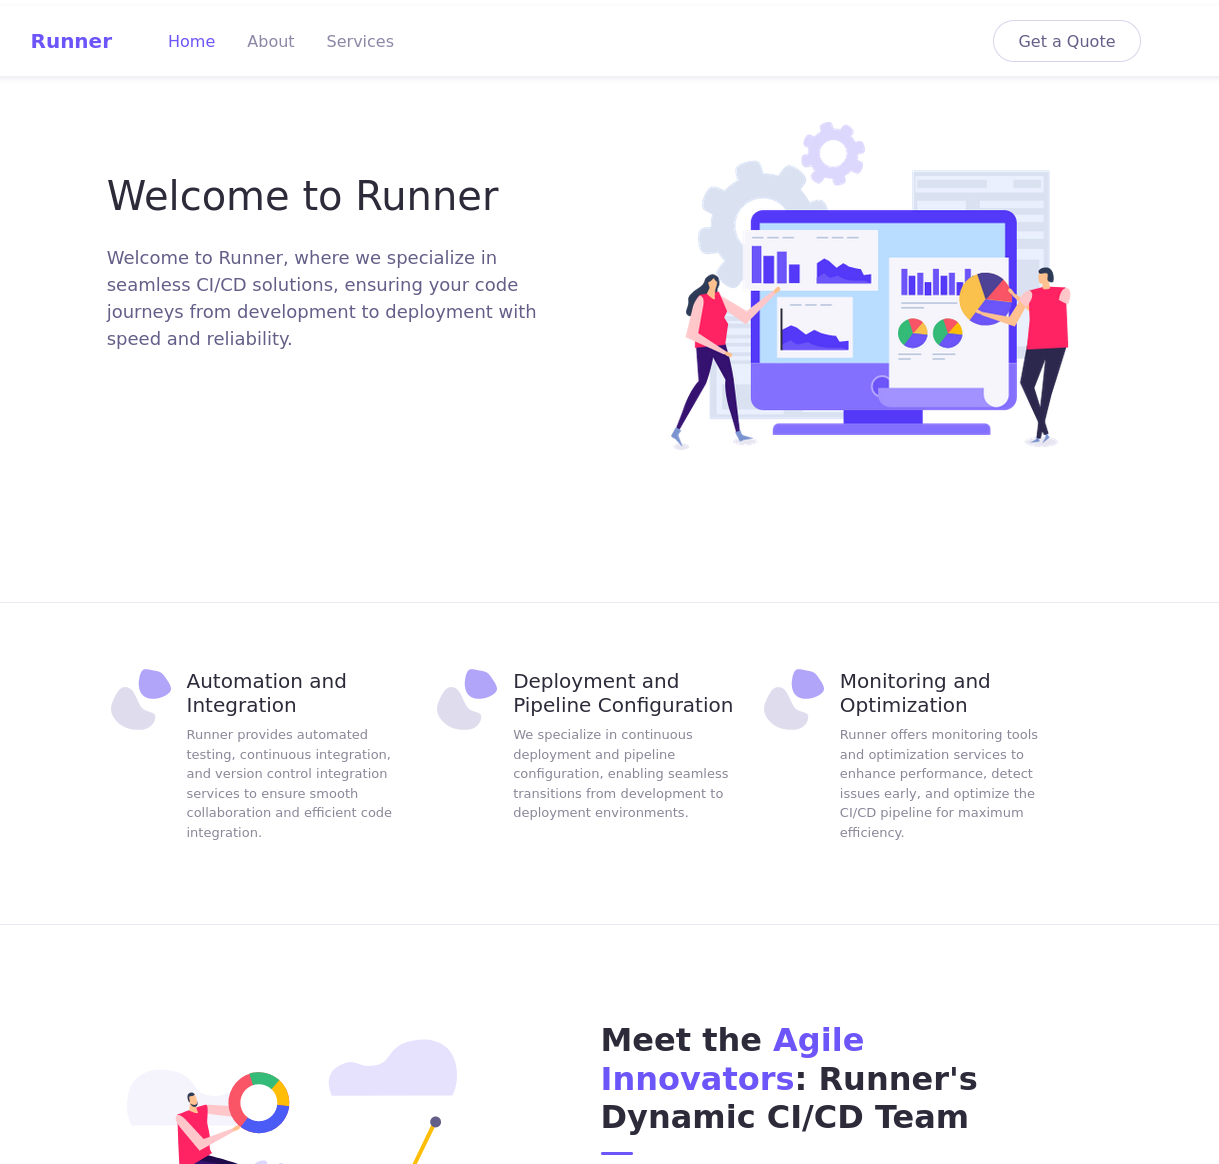 Runner
Home
About
Services
Get a Quote
Welcome to Runner
Welcome to Runner, where we specialize in
seamless CI/CD solutions, ensuring your code
journeys from development to deployment with
speed and reliability.
Automation and
Integration
Runner provides automated
testing, continuous integration,
and version control integration
services to ensure smooth
collaboration and efficient code
integration.
Deployment and
Pipeline Configuration
We specialize in continuous
deployment and pipeline
configuration, enabling seamless
transitions from development to
deployment environments.
Monitoring and
Optimization
Runner offers monitoring tools
and optimization services to
enhance performance, detect
issues early, and optimize the
CI/CD pipeline for maximum
efficiency.
Meet the Agile
Innovators: Runner's
Dynamic CI/CD Team